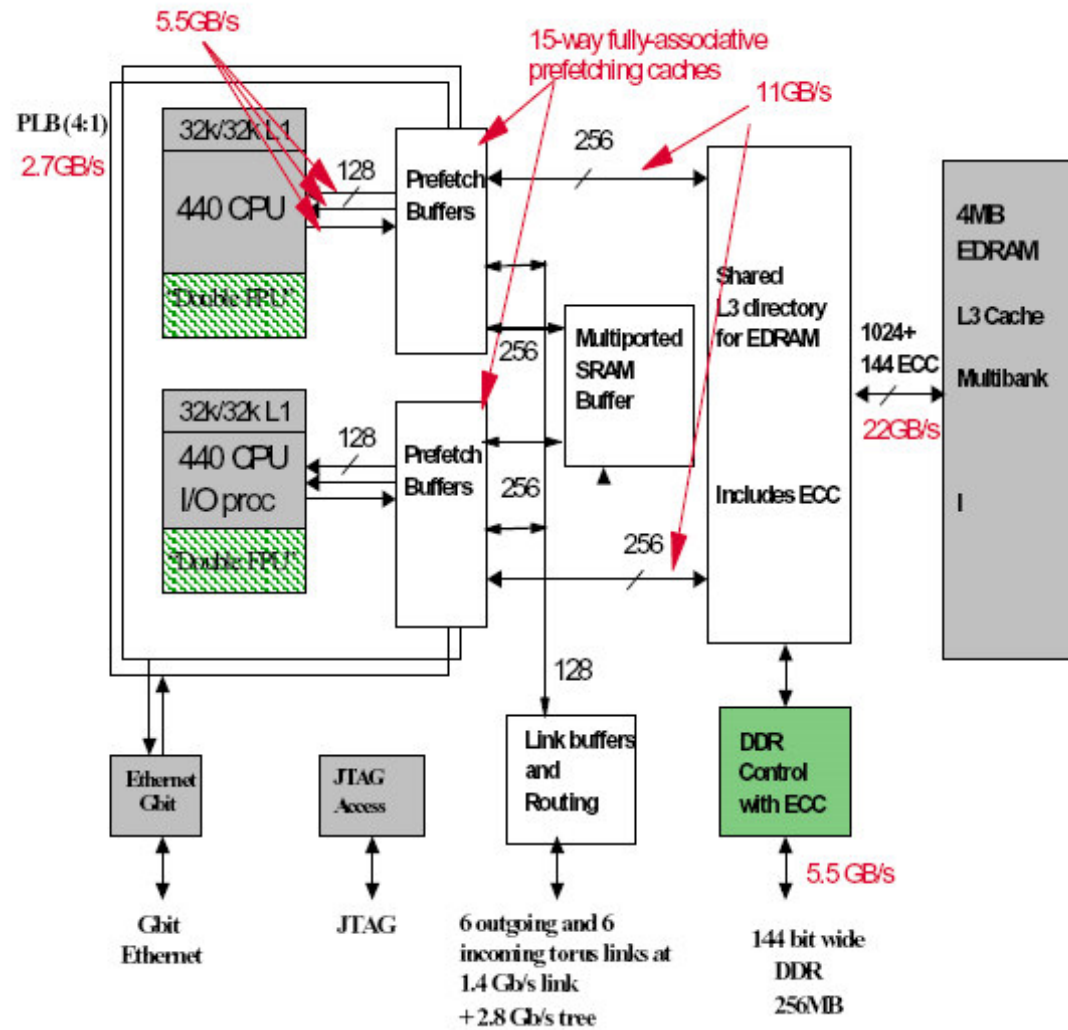 5.5GB/s
15-way fully-associative
prefetching caches
11GB/s
PLB (4:1)
2.7GB/s
32k/32k L1
440 CPU
"Double FPU"
128
Prefetch
Buffers
256
256
Multiported
SRAM
Buffer
Shared
L3 directory
for EDRAM
Includes ECC
1024+
144 ECC
22GB/s
4MB
EDRAM
L3 Cache
Multibank
I
32k/32k L1
440 CPU
I/O proc
"Double FPU"
128
Prefetch
Buffers
256
256
128
Ethernet
Gbit
JTAG
Access
Link buffers
and
Routing
DDR
Control
with ECC
5.5 GB/s
Gbit
Ethernet
JTAG
6 outgoing and 6
incoming torus links at
1.4 Gb/s link
+ 2.8 Gb/s tree
144 bit wide
DDR
256MB